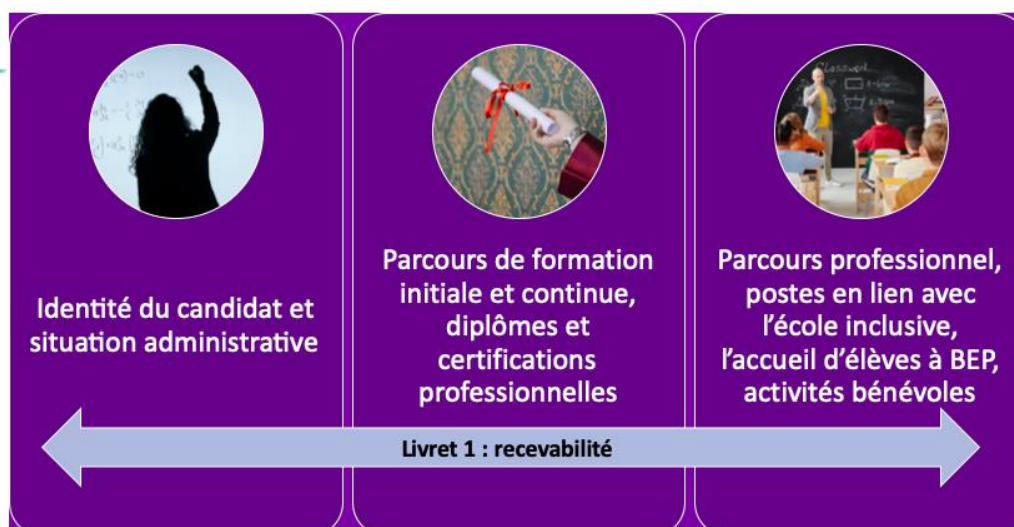 Identité du candidat et
situation administrative
Parcours de formation
initiale et continue,
diplômes et
certifications
professionnelles
Classwork
Parcours professionnel,
postes en lien avec
l’école inclusive,
l’accueil d’élèves à BEP,
activités bénévoles
Livret 1 : recevabilité